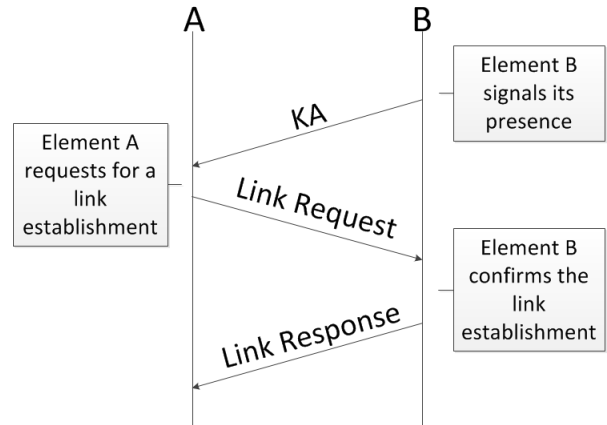 A
B
Element B
signals its
presence
KA
Element A
requests for a
link
establishment
Link Request
Element B
confirms the
link
establishment
Link Response